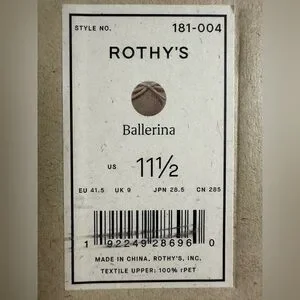 STYLE NO. 181-004
ROTHY'S
Ballerina
US 11½
EU 41.5 UK 9 JPN 28.5 CN 285
1 92249 28696 0
MADE IN CHINA, ROTHY'S, INC.
TEXTILE UPPER: 100% rPET